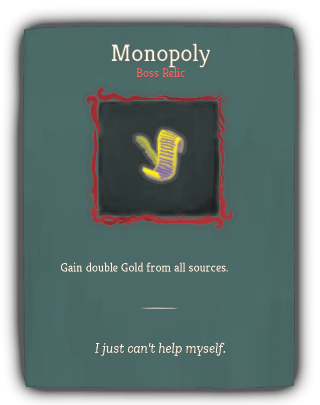 Monopoly
Boss Relic
Gain double Gold from all sources.
I just can't help myself.